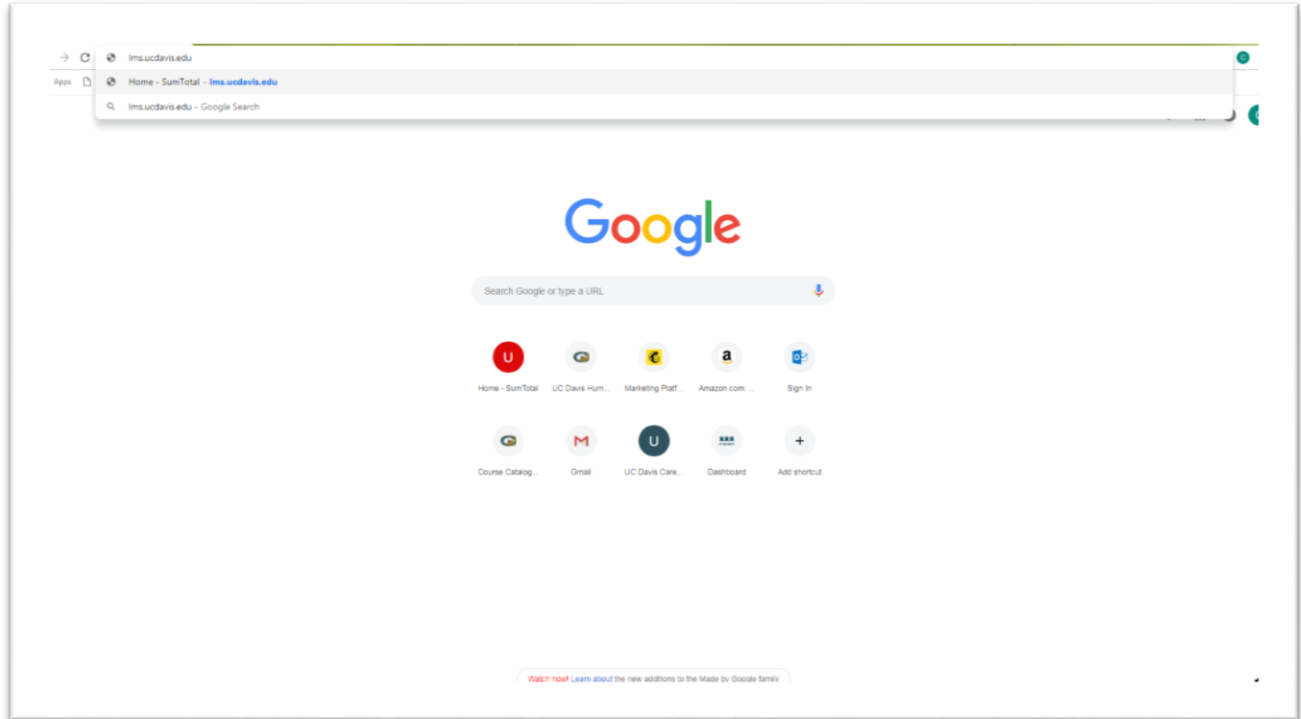 lms.ucdavis.edu
C
Apps
Home - SumTotal - lms.ucdavis.edu
lms.ucdavis.edu - Google Search
Google
Search Google or type a URL
U
a
Home - SumTotal
UC Davis Hum...
Marketing Platf...
Amazon.com: ...
Sign In
U
Course Catalog...
Gmail
UC Davis Care...
Dashboard
Add shortcut
Watch now! Learn about the new additions to the Made by Google family